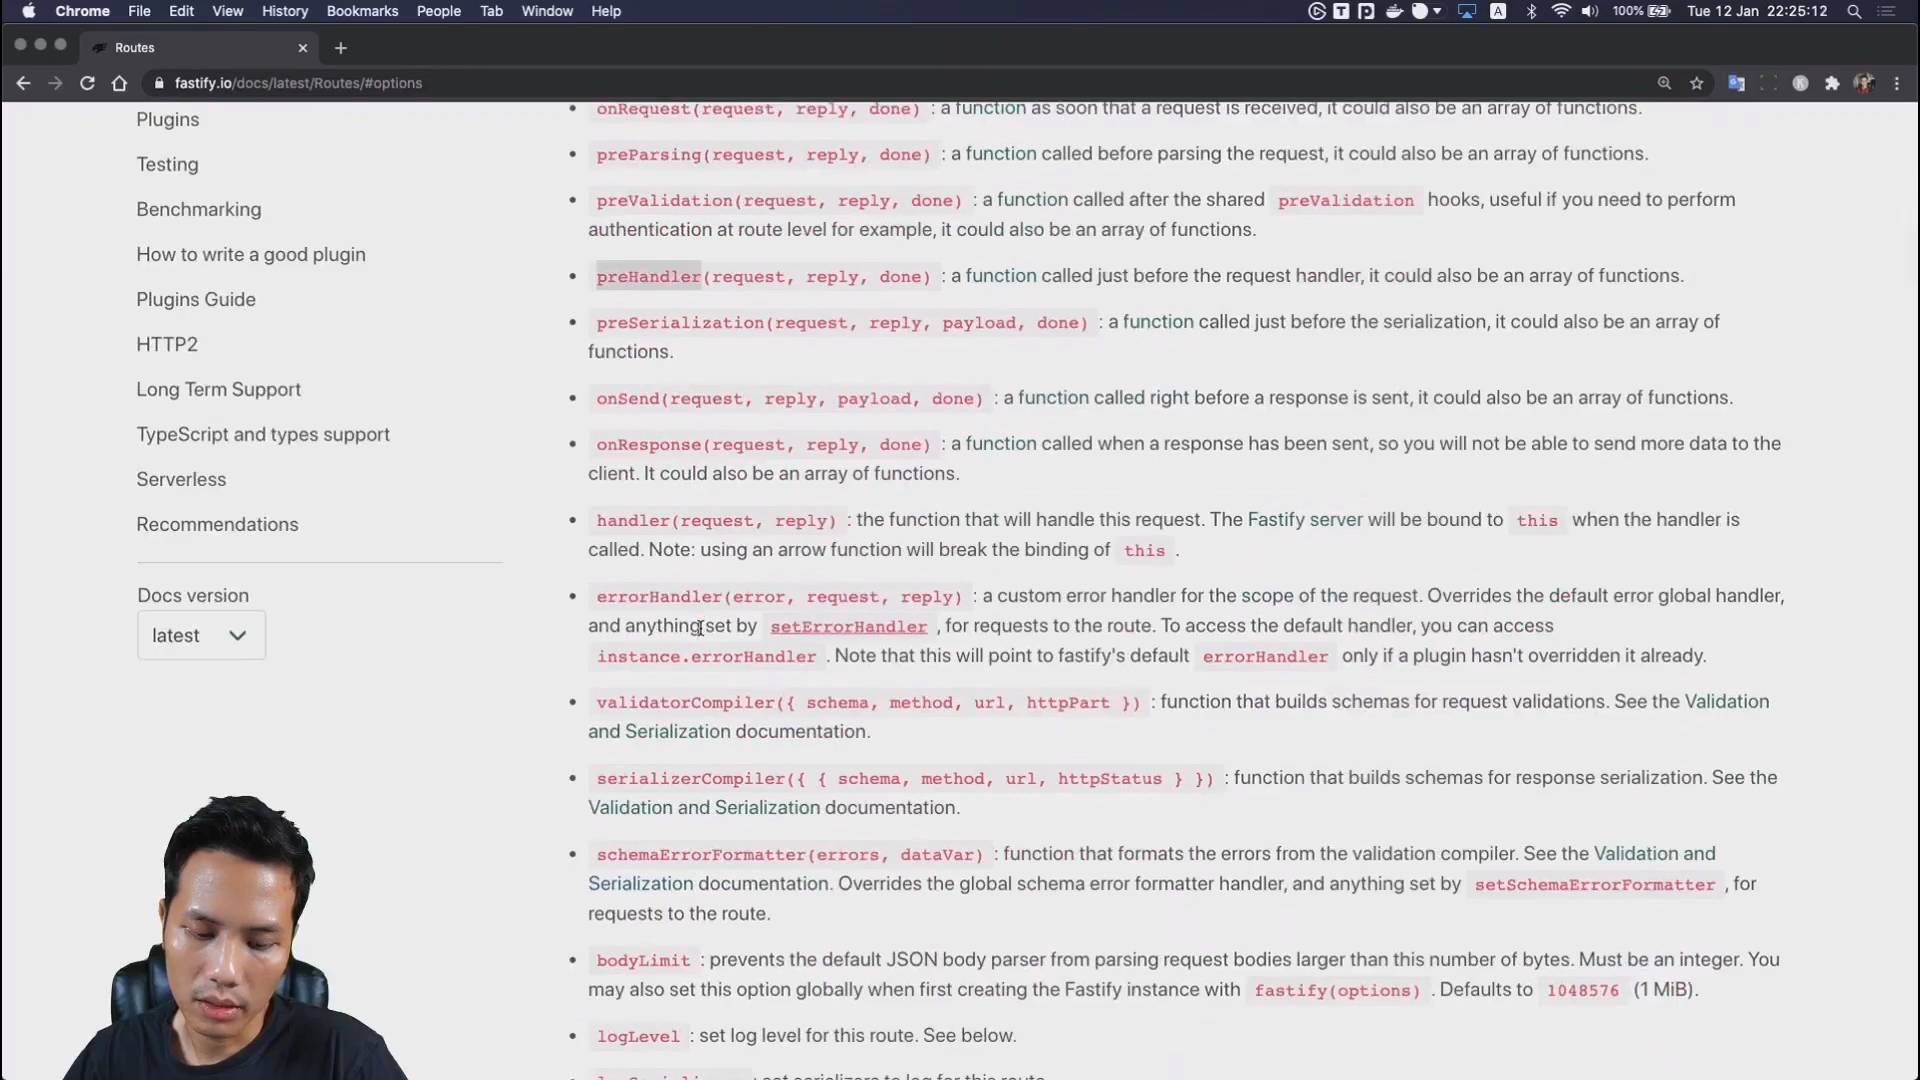 Chrome File Edit View History Bookmarks People Tab Window Help 100% Tue 12 Jan 22:25:12
Routes
fastify.io/docs/latest/Routes/#options
Plugins
Testing
Benchmarking
How to write a good plugin
Plugins Guide
HTTP2
Long Term Support
TypeScript and types support
Serverless
Recommendations
Docs version
latest
onRequest(request, reply, done) : a function as soon that a request is received, it could also be an array of functions.
preParsing(request, reply, done) : a function called before parsing the request, it could also be an array of functions.
preValidation(request, reply, done) : a function called after the shared preValidation hooks, useful if you need to perform
authentication at route level for example, it could also be an array of functions.
preHandler(request, reply, done) : a function called just before the request handler, it could also be an array of functions.
preSerialization(request, reply, payload, done) : a function called just before the serialization, it could also be an array of
functions.
onSend(request, reply, payload, done) : a function called right before a response is sent, it could also be an array of functions.
onResponse(request, reply, done) : a function called when a response has been sent, so you will not be able to send more data to the
client. It could also be an array of functions.
handler(request, reply) : the function that will handle this request. The Fastify server will be bound to this when the handler is
called. Note: using an arrow function will break the binding of this .
errorHandler(error, request, reply) : a custom error handler for the scope of the request. Overrides the default error global handler,
and anything set by setErrorHandler , for requests to the route. To access the default handler, you can access
instance.errorHandler . Note that this will point to fastify's default errorHandler only if a plugin hasn't overridden it already.
validatorCompiler({ schema, method, url, httpPart }) : function that builds schemas for request validations. See the Validation
and Serialization documentation.
serializerCompiler({ { schema, method, url, httpStatus } }) : function that builds schemas for response serialization. See the
Validation and Serialization documentation.
schemaErrorFormatter(errors, dataVar) : function that formats the errors from the validation compiler. See the Validation and
Serialization documentation. Overrides the global schema error formatter handler, and anything set by setSchemaErrorFormatter , for
requests to the route.
bodyLimit : prevents the default JSON body parser from parsing request bodies larger than this number of bytes. Must be an integer. You
may also set this option globally when first creating the Fastify instance with fastify(options) . Defaults to 1048576 (1 MiB).
logLevel : set log level for this route. See below.
: set serializers to log for this route